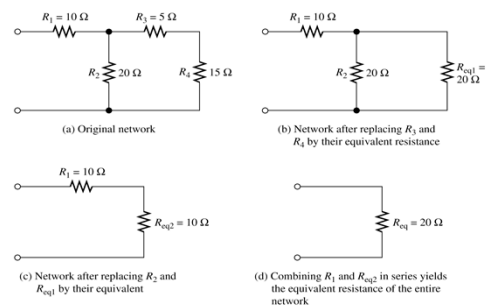 R₁ = 10 Ω
R₃ = 5 Ω
R₂
20 Ω
R₄
15 Ω
(a) Original network
R₁ = 10 Ω
R₂
20 Ω
Req1 =
20 Ω
(b) Network after replacing R₃ and
R₄ by their equivalent resistance
R₁ = 10 Ω
Req2 = 10 Ω
(c) Network after replacing R₂ and
Req1 by their equivalent
Req = 20 Ω
(d) Combining R₁ and Req2 in series yields
the equivalent resistance of the entire
network